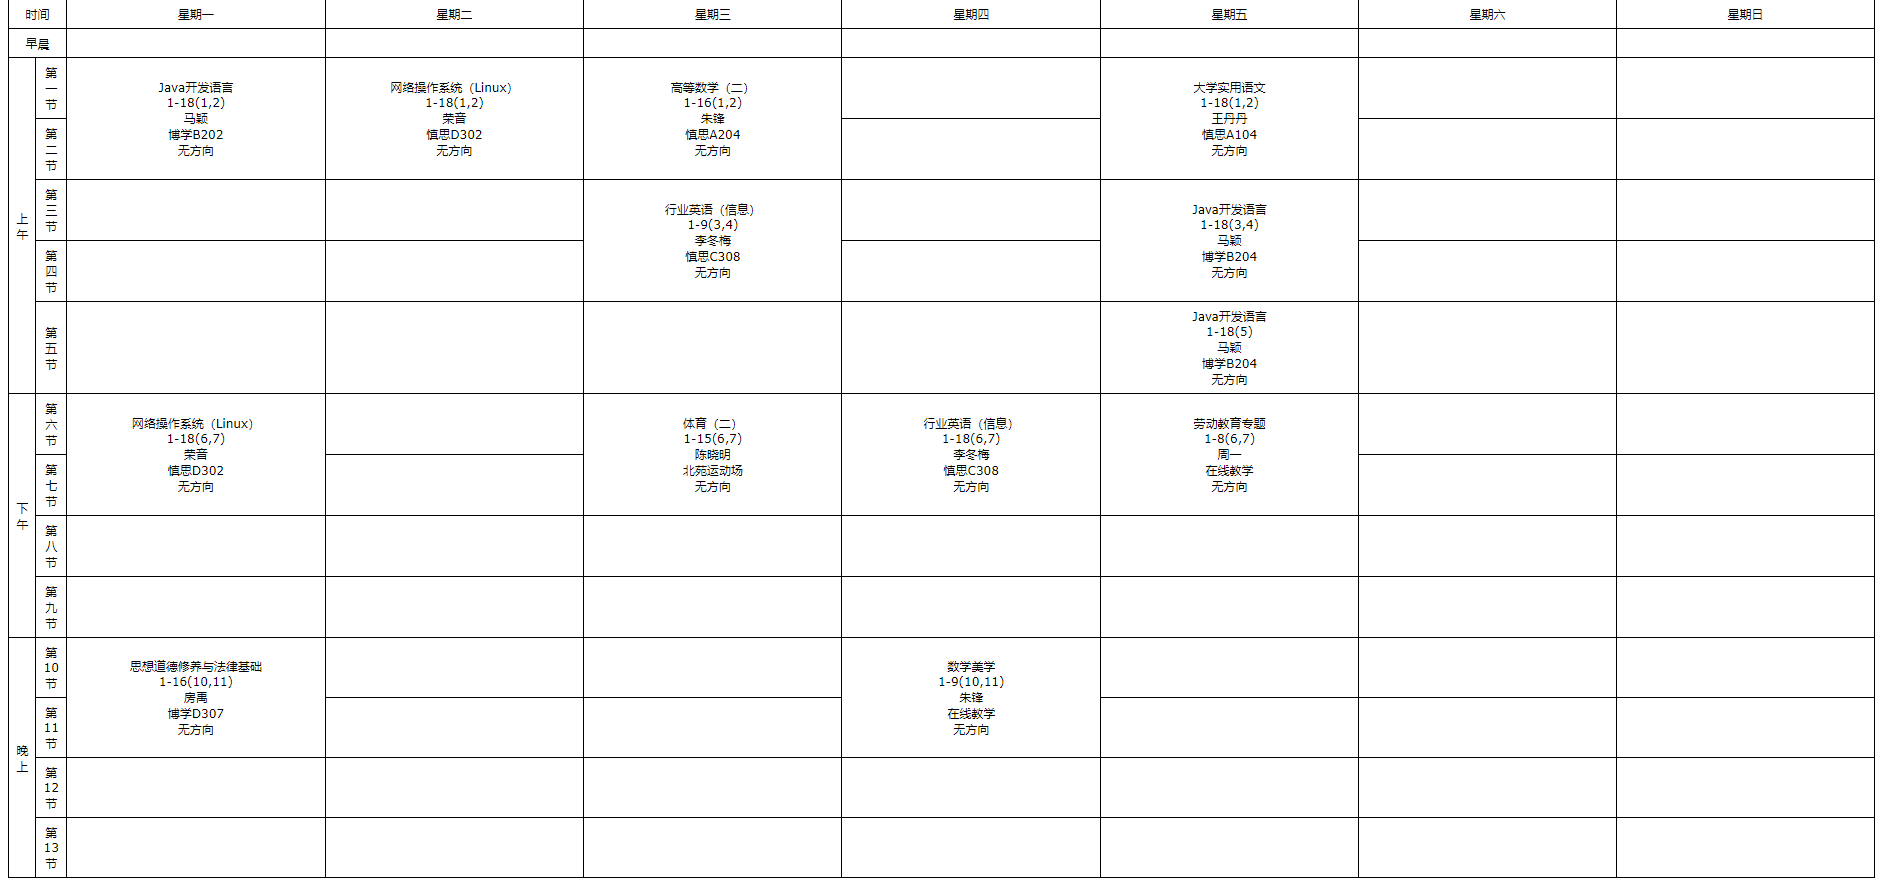 时间 星期一 星期二 星期三 星期四 星期五 星期六 星期日
早晨
上午
第一节
Java开发语言
1-18(1,2)
马颖
博学B202
无方向
网络操作系统（Linux）
1-18(1,2)
荣音
慎思D302
无方向
高等数学（二）
1-16(1,2)
朱锋
慎思A204
无方向
大学实用语文
1-18(1,2)
王丹丹
慎思A104
无方向
第二节
第三节
行业英语（信息）
1-9(3,4)
李冬梅
慎思C308
无方向
Java开发语言
1-18(3,4)
马颖
博学B204
无方向
第四节
第五节
Java开发语言
1-18(5)
马颖
博学B204
无方向
下午
第六节
网络操作系统（Linux）
1-18(6,7)
荣音
慎思D302
无方向
体育（二）
1-15(6,7)
陈晓明
北苑运动场
无方向
行业英语（信息）
1-18(6,7)
李冬梅
慎思C308
无方向
劳动教育专题
1-8(6,7)
周一
在线教学
无方向
第七节
第八节
第九节
晚上
第10节
思想道德修养与法律基础
1-16(10,11)
房禹
博学D307
无方向
数学美学
1-9(10,11)
朱锋
在线教学
无方向
第11节
第12节
第13节